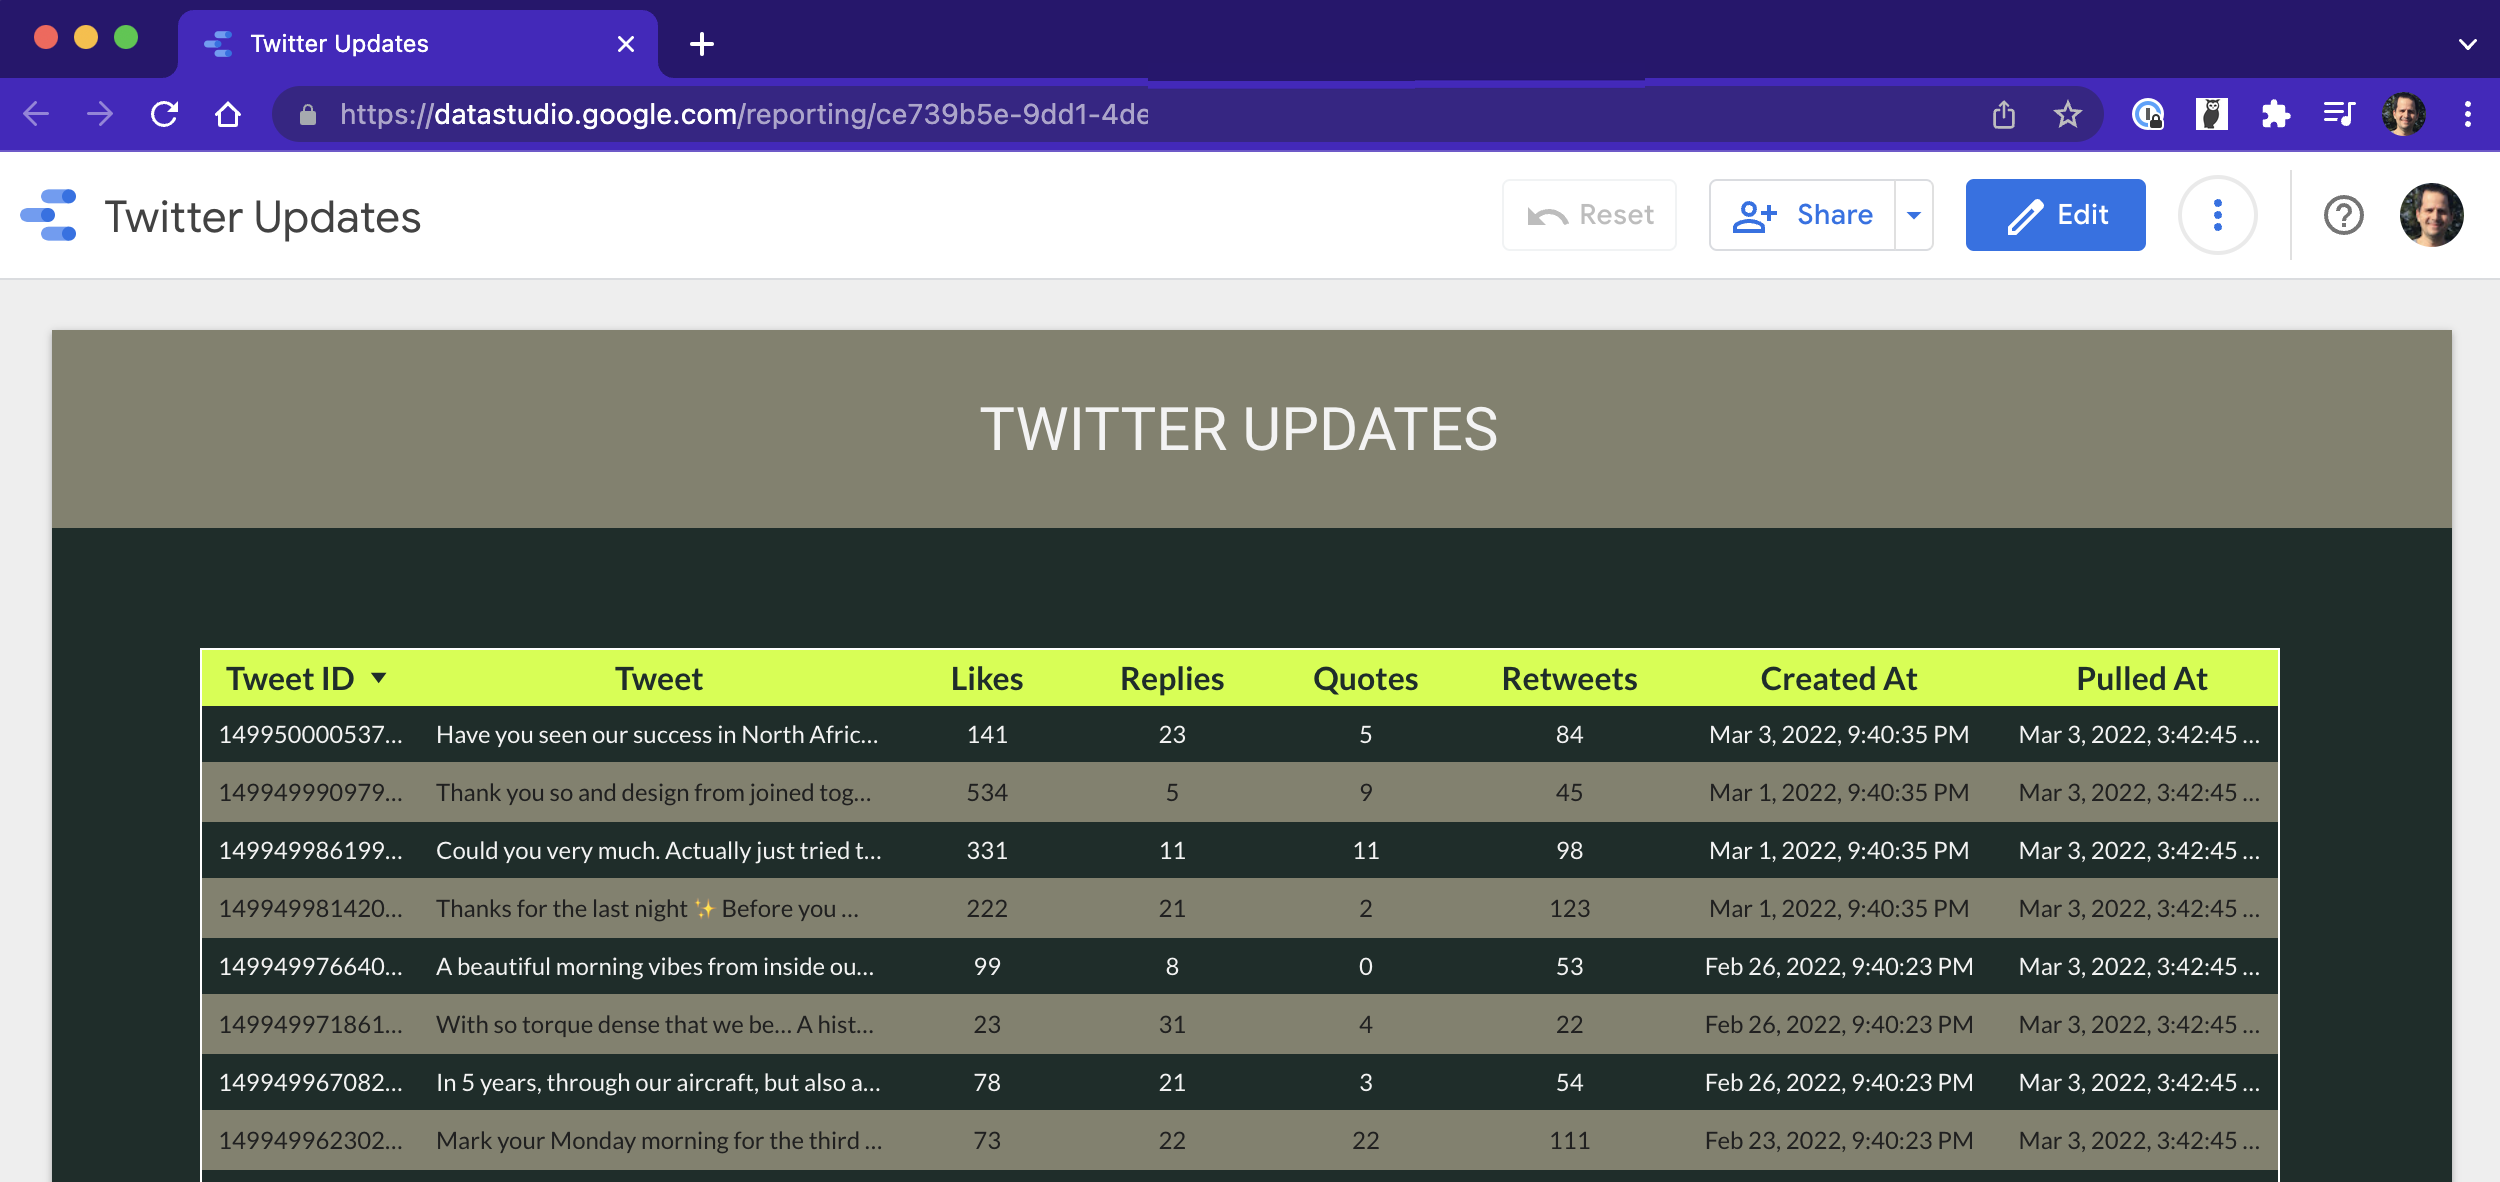 Twitter Updates
https://datastudio.google.com/reporting/ce739b5e-9dd1-4de
Twitter Updates
Reset
Share
Edit
TWITTER UPDATES
Tweet ID Tweet Likes Replies Quotes Retweets Created At Pulled At
149950000537... Have you seen our success in North Afric... 141 23 5 84 Mar 3, 2022, 9:40:35 PM Mar 3, 2022, 3:42:45 ...
149949990979... Thank you so and design from joined tog... 534 5 9 45 Mar 1, 2022, 9:40:35 PM Mar 3, 2022, 3:42:45 ...
149949986199... Could you very much. Actually just tried t... 331 11 11 98 Mar 1, 2022, 9:40:35 PM Mar 3, 2022, 3:42:45 ...
149949981420... Thanks for the last night ✨ Before you ... 222 21 2 123 Mar 1, 2022, 9:40:35 PM Mar 3, 2022, 3:42:45 ...
149949976640... A beautiful morning vibes from inside ou... 99 8 0 53 Feb 26, 2022, 9:40:23 PM Mar 3, 2022, 3:42:45 ...
149949971861... With so torque dense that we be... A hist... 23 31 4 22 Feb 26, 2022, 9:40:23 PM Mar 3, 2022, 3:42:45 ...
149949967082... In 5 years, through our aircraft, but also a... 78 21 3 54 Feb 26, 2022, 9:40:23 PM Mar 3, 2022, 3:42:45 ...
149949962302... Mark your Monday morning for the third ... 73 22 22 111 Feb 23, 2022, 9:40:23 PM Mar 3, 2022, 3:42:45 ...